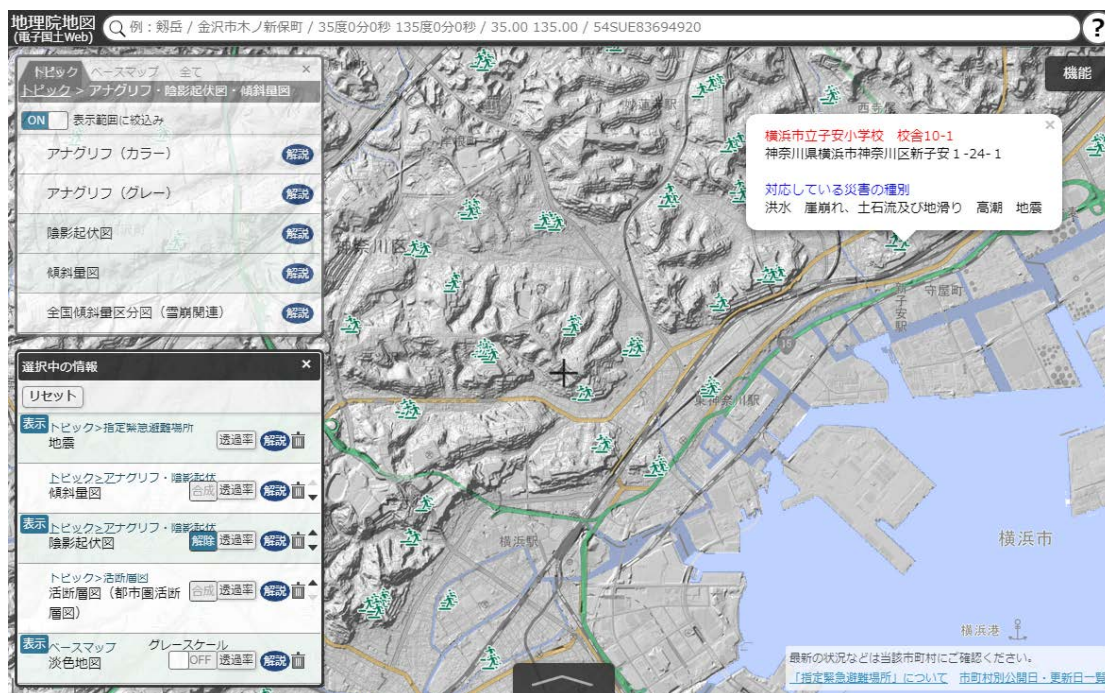 地理院地図
(電子国土Web)
例：剱岳 / 金沢市木ノ新保町 / 35度0分0秒 135度0分0秒 / 35.00 135.00 / 54SUE83694920
?
機能
トピック ベースマップ 全て ×
トピック > アナグリフ・陰影起伏図・傾斜量図
ON 表示範囲に絞込み
アナグリフ（カラー） 解説
アナグリフ（グレー） 解説
陰影起伏図 解説
傾斜量図 解説
全国傾斜量区分図（雪崩関連） 解説
選択中の情報 ×
リセット
表示 トピック>指定緊急避難場所
地震 透過率 解説
トピック>アナグリフ・陰影起伏
傾斜量図 合成 透過率 解説
表示 トピック>アナグリフ・陰影起伏
陰影起伏図 解除 透過率 解説
トピック>活断層図
活断層図（都市圏活断 合成 透過率 解説
層図）
表示 ベースマップ グレースケール
淡色地図 OFF 透過率 解説
×
横浜市立子安小学校 校舎10-1
神奈川県横浜市神奈川区新子安１-24-１
対応している災害の種別
洪水 崖崩れ、土石流及び地滑り 高潮 地震
妙蓮寺駅
西寺尾
神奈川区
新子安駅
守屋町
15
東神奈川駅
横浜駅
横浜市
横浜港
最新の状況などは当該市町村にご確認ください。
「指定緊急避難場所」について 市町村別公開日・更新日一覧